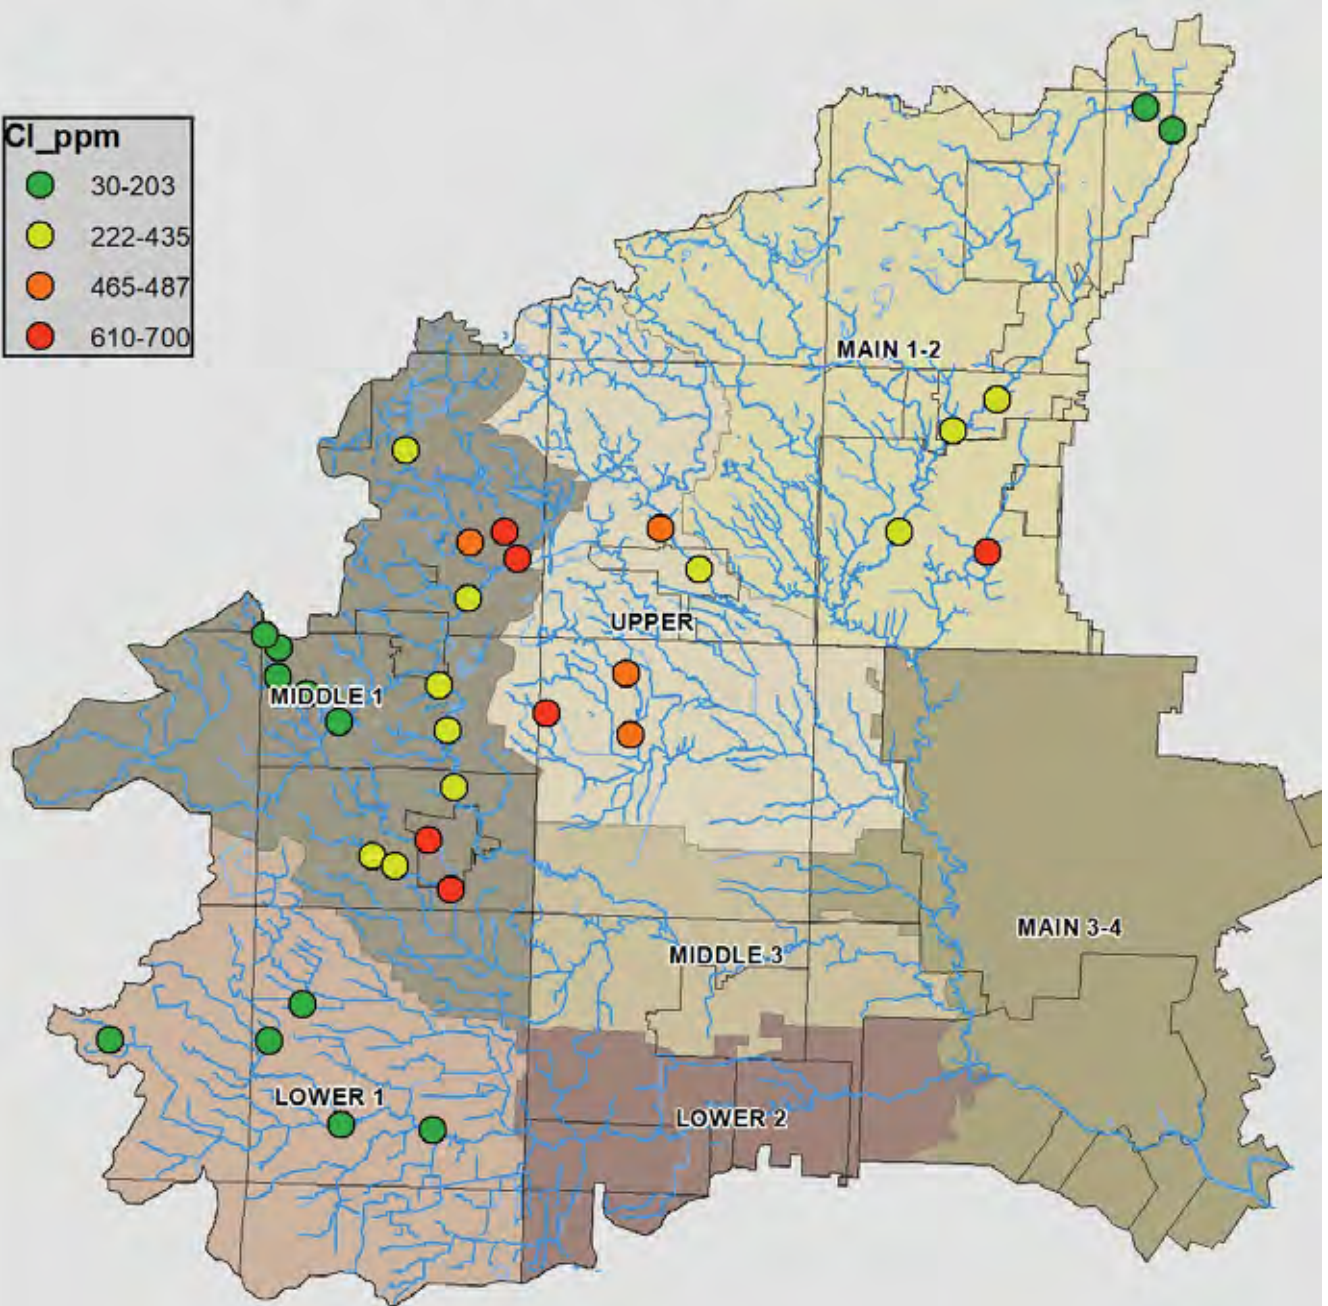 Cl_ppm
30-203
222-435
465-487
610-700
MAIN 1-2
UPPER
MIDDLE 1
MAIN 3-4
MIDDLE 3
LOWER 1
LOWER 2